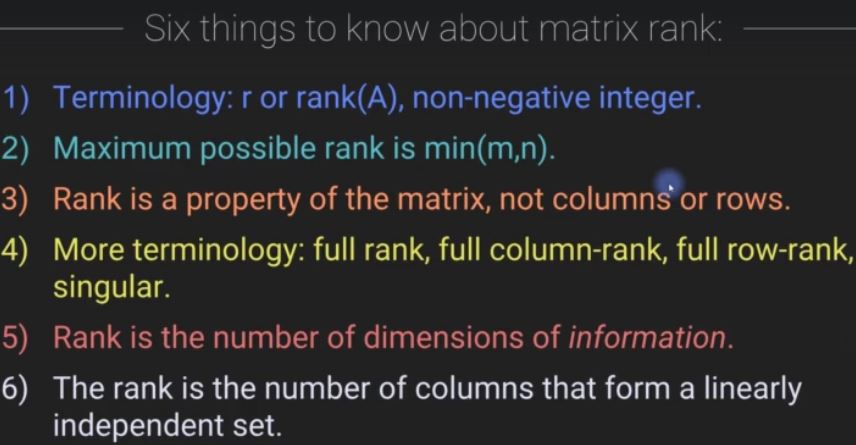 Six things to know about matrix rank:
1) Terminology: r or rank(A), non-negative integer.
2) Maximum possible rank is min(m,n).
3) Rank is a property of the matrix, not columns or rows.
4) More terminology: full rank, full column-rank, full row-rank,
singular.
5) Rank is the number of dimensions of information.
6) The rank is the number of columns that form a linearly
independent set.